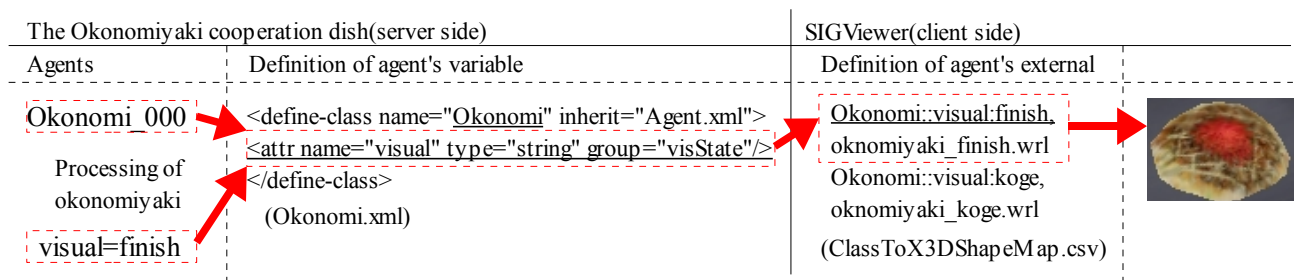 The Okonomiyaki cooperation dish(server side)
SIGViewer(client side)
Agents
Definition of agent's variable
Definition of agent's external
Okonomi_000
Processing of
okonomiyaki
visual=finish
<define-class name="Okonomi" inherit="Agent.xml">
<attr name="visual" type="string" group="visState"/>
</define-class>
(Okonomi.xml)
Okonomi::visual:finish,
oknomiyaki_finish.wrl
Okonomi::visual:koge,
oknomiyaki_koge.wrl
(ClassToX3DShapeMap.csv)